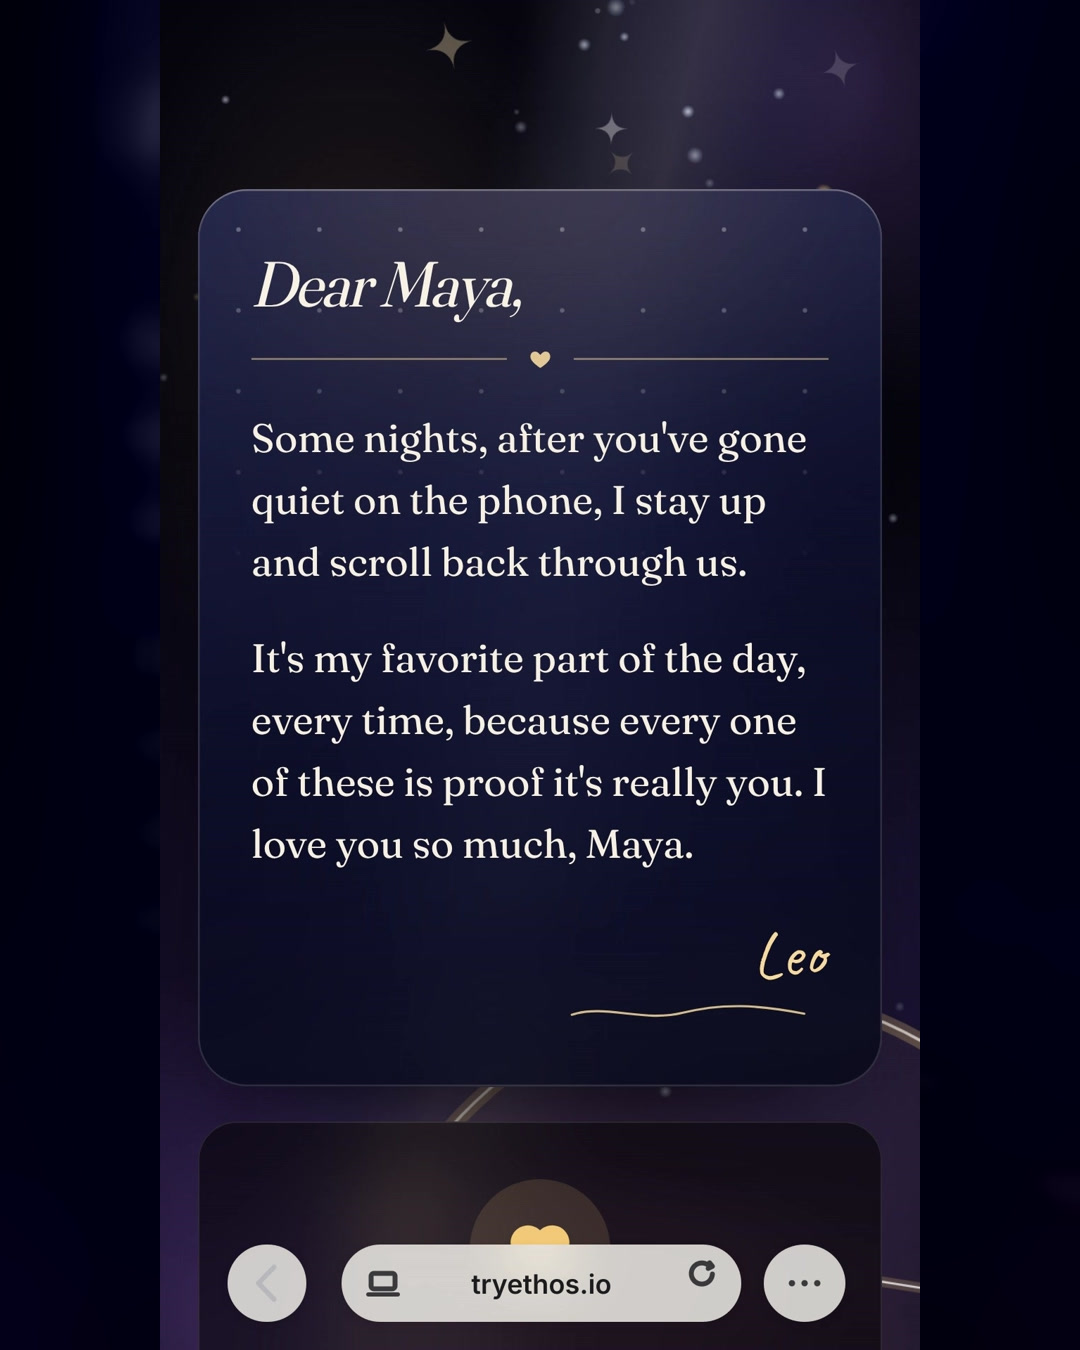 Dear Maya,
Some nights, after you've gone
quiet on the phone, I stay up
and scroll back through us.
It's my favorite part of the day,
every time, because every one
of these is proof it's really you. I
love you so much, Maya.
Leo
tryethos.io